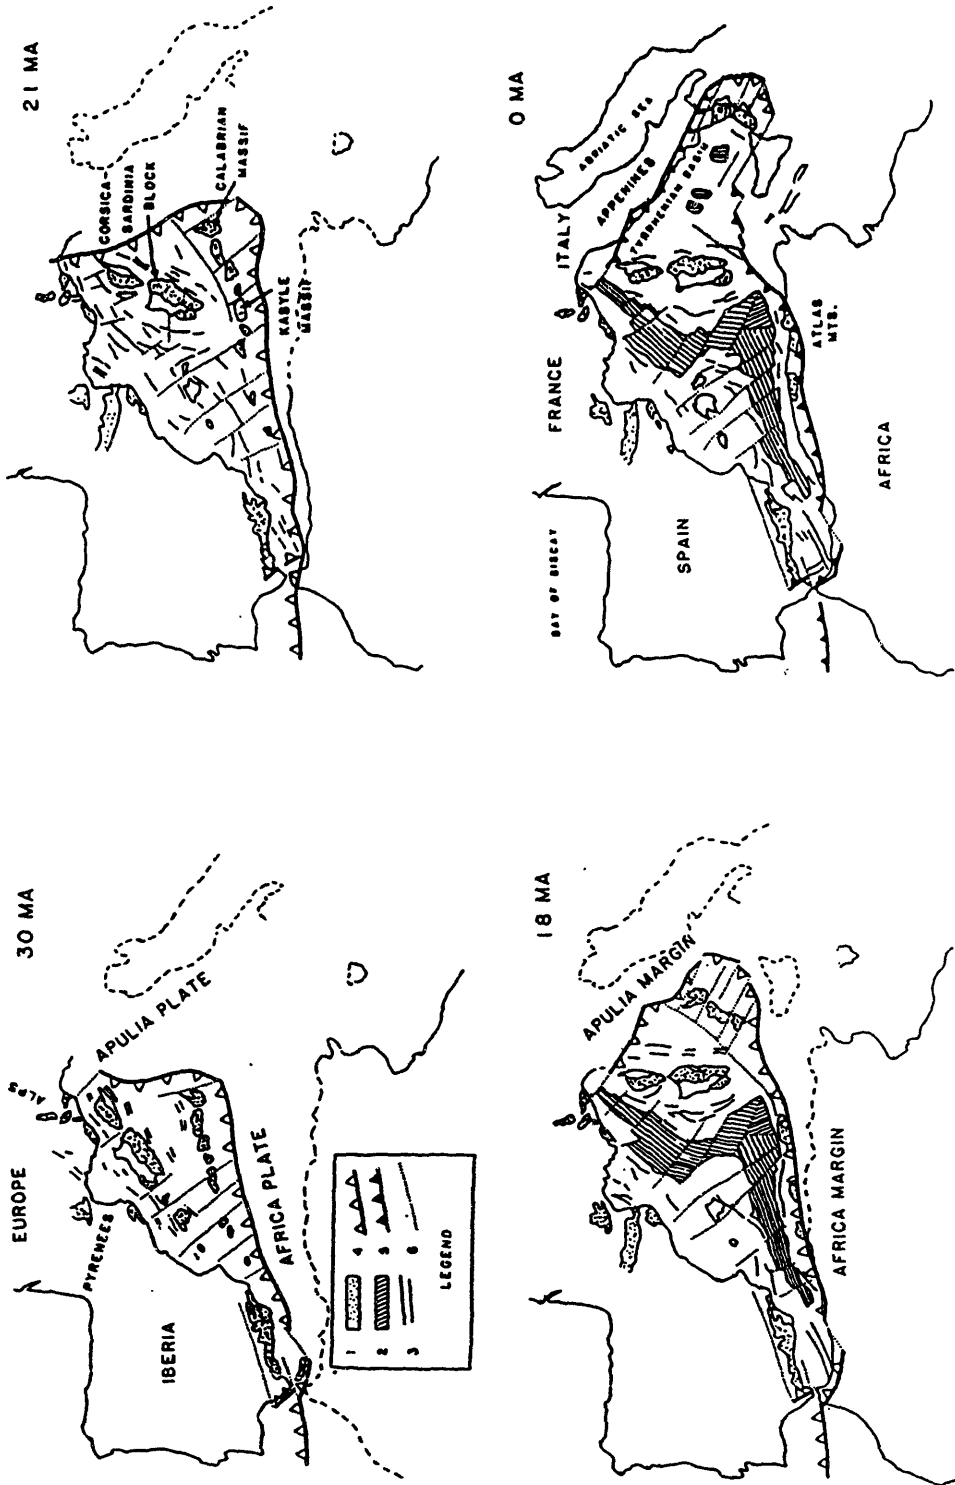 30 MA
EUROPE
ALPS
PYRENEES
APULIA PLATE
IBERIA
AFRICA PLATE
1
4
2
5
3
6
LEGEND
21 MA
CORSICA-
SARDINIA
BLOCK
CALABRIAN
MASSIF
KABYLE
MASSIF
18 MA
APULIA MARGIN
AFRICA MARGIN
0 MA
ADRIATIC SEA
ITALY
APPENINES
TYRRHENIAN BASIN
FRANCE
BAY OF BISCAY
SPAIN
ATLAS
MTS.
AFRICA